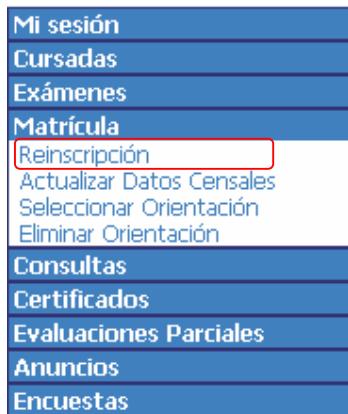 Mi sesión
Cursadas
Exámenes
Matrícula
Reinscripción
Actualizar Datos Censales
Seleccionar Orientación
Eliminar Orientación
Consultas
Certificados
Evaluaciones Parciales
Anuncios
Encuestas